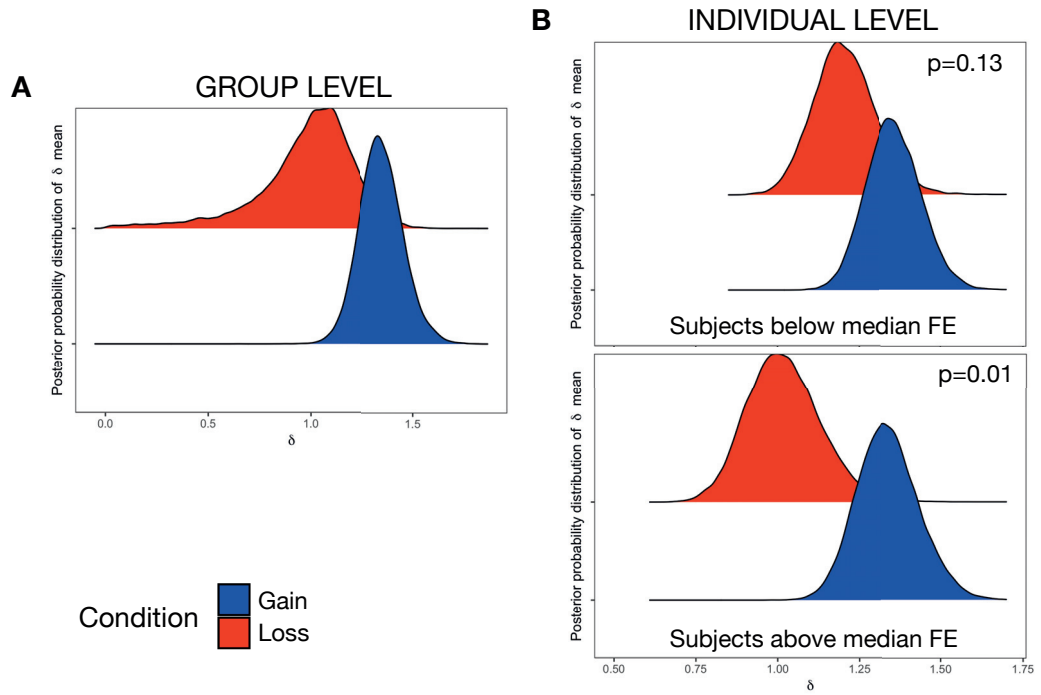 A
GROUP LEVEL
Posterior probability distribution of δ mean
0.0 0.5 1.0 1.5
δ
Condition
Gain
Loss
B
INDIVIDUAL LEVEL
p=0.13
Posterior probability distribution of δ mean
Subjects below median FE
p=0.01
Posterior probability distribution of δ mean
Subjects above median FE
0.50 0.75 1.00 1.25 1.50 1.75
δ